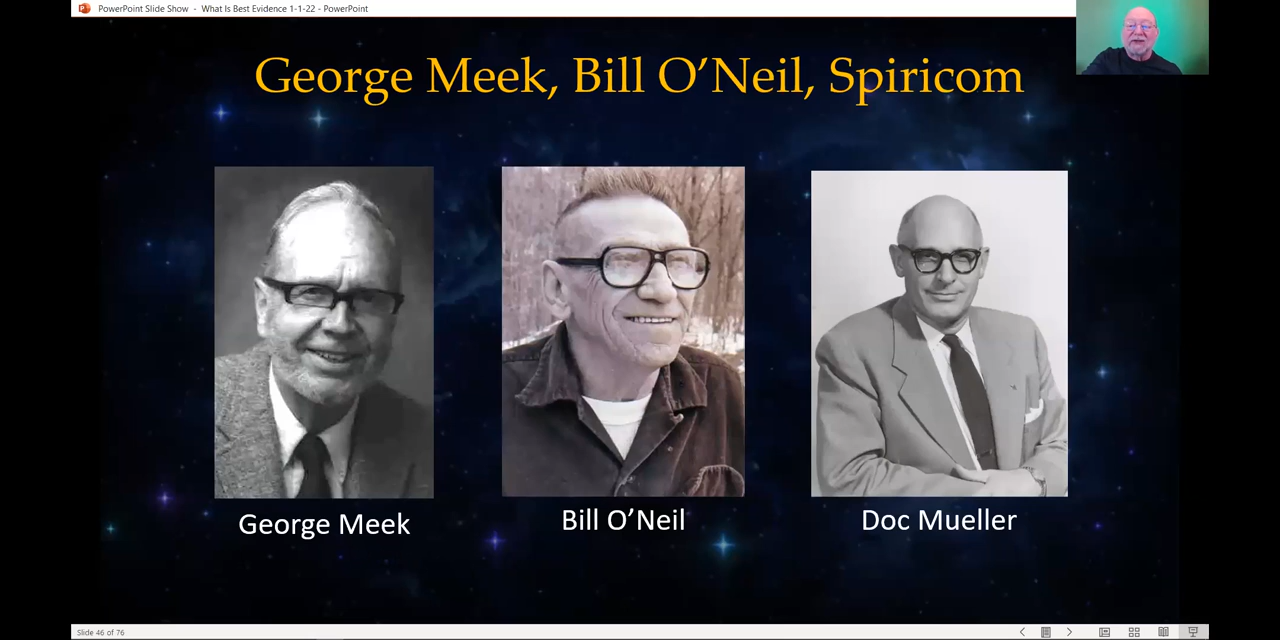 PowerPoint Slide Show - What Is Best Evidence 1-1-22 - PowerPoint
George Meek, Bill O’Neil, Spiricom
George Meek
Bill O’Neil
Doc Mueller
Slide 46 of 76